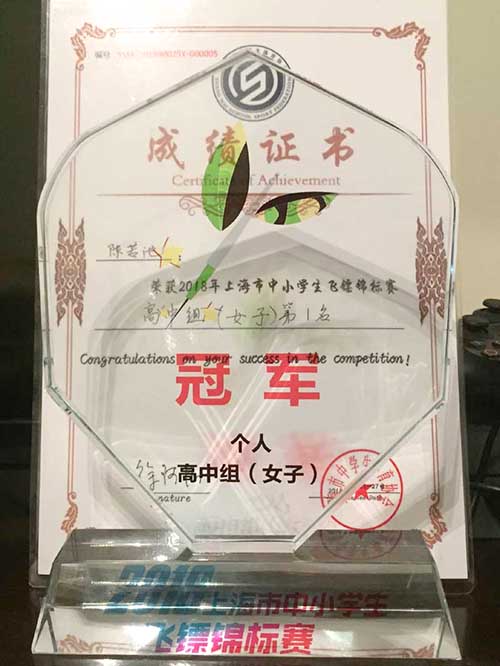 编号
成绩证书
Certificate of Achievement
陈若池：
荣获2018年上海市中小学生飞镖锦标赛
高中组（女子）第1名
Congratulations on your success in the competition！
冠军
个人
高中组（女子）
2018上海市中小学生
飞镖锦标赛